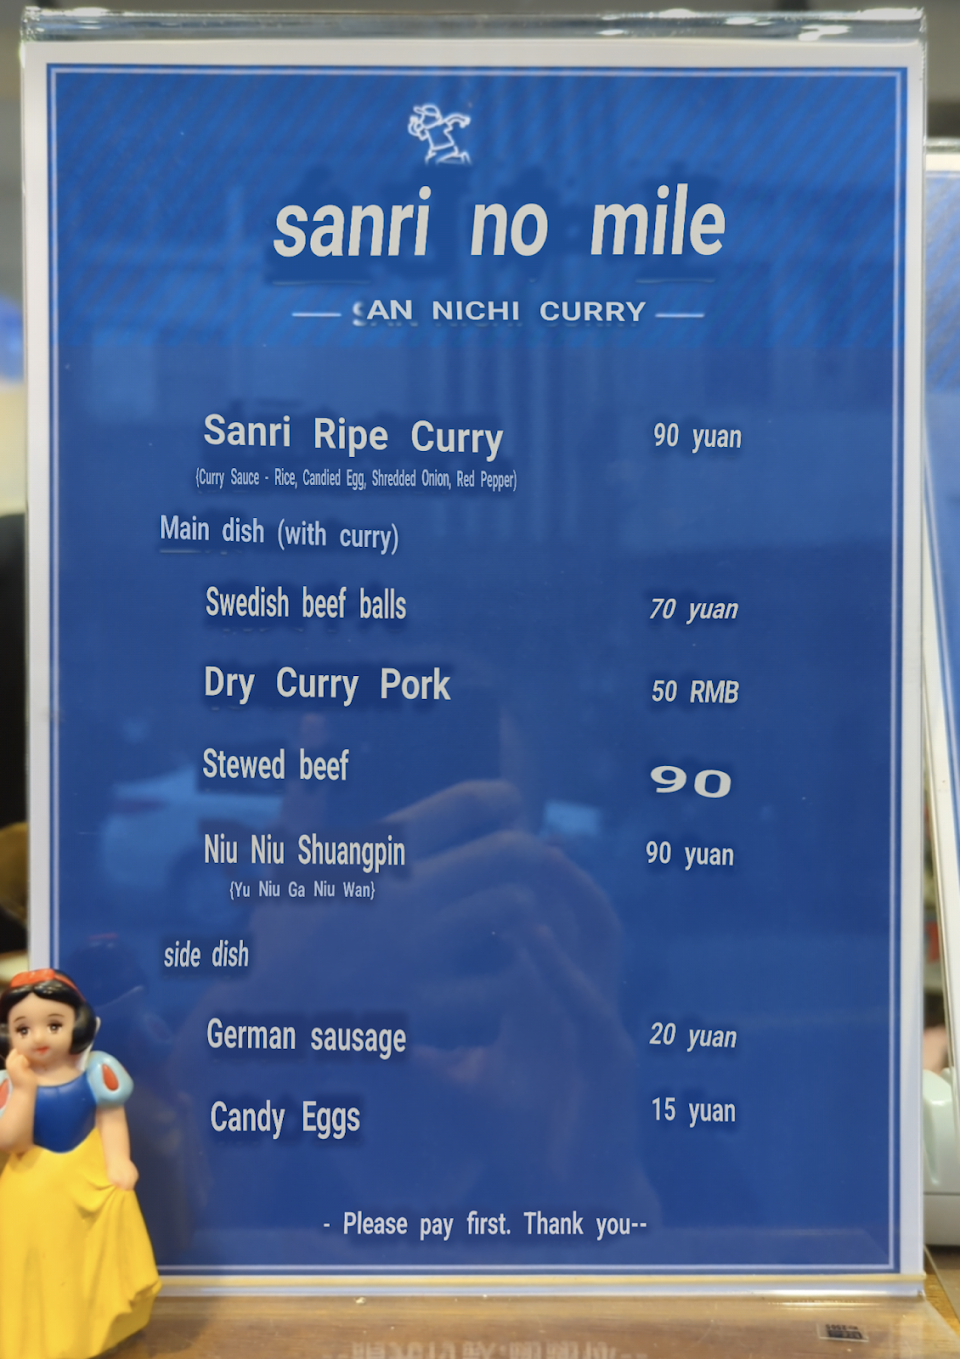 sanri no mile
SAN NICHI CURRY
Sanri Ripe Curry 90 yuan
(Curry Sauce - Rice, Candied Egg, Shredded Onion, Red Pepper)
Main dish (with curry)
Swedish beef balls 70 yuan
Dry Curry Pork 50 RMB
Stewed beef 90
Niu Niu Shuangpin 90 yuan
{Yu Niu Ga Niu Wan}
side dish
German sausage 20 yuan
Candy Eggs 15 yuan
- Please pay first. Thank you--